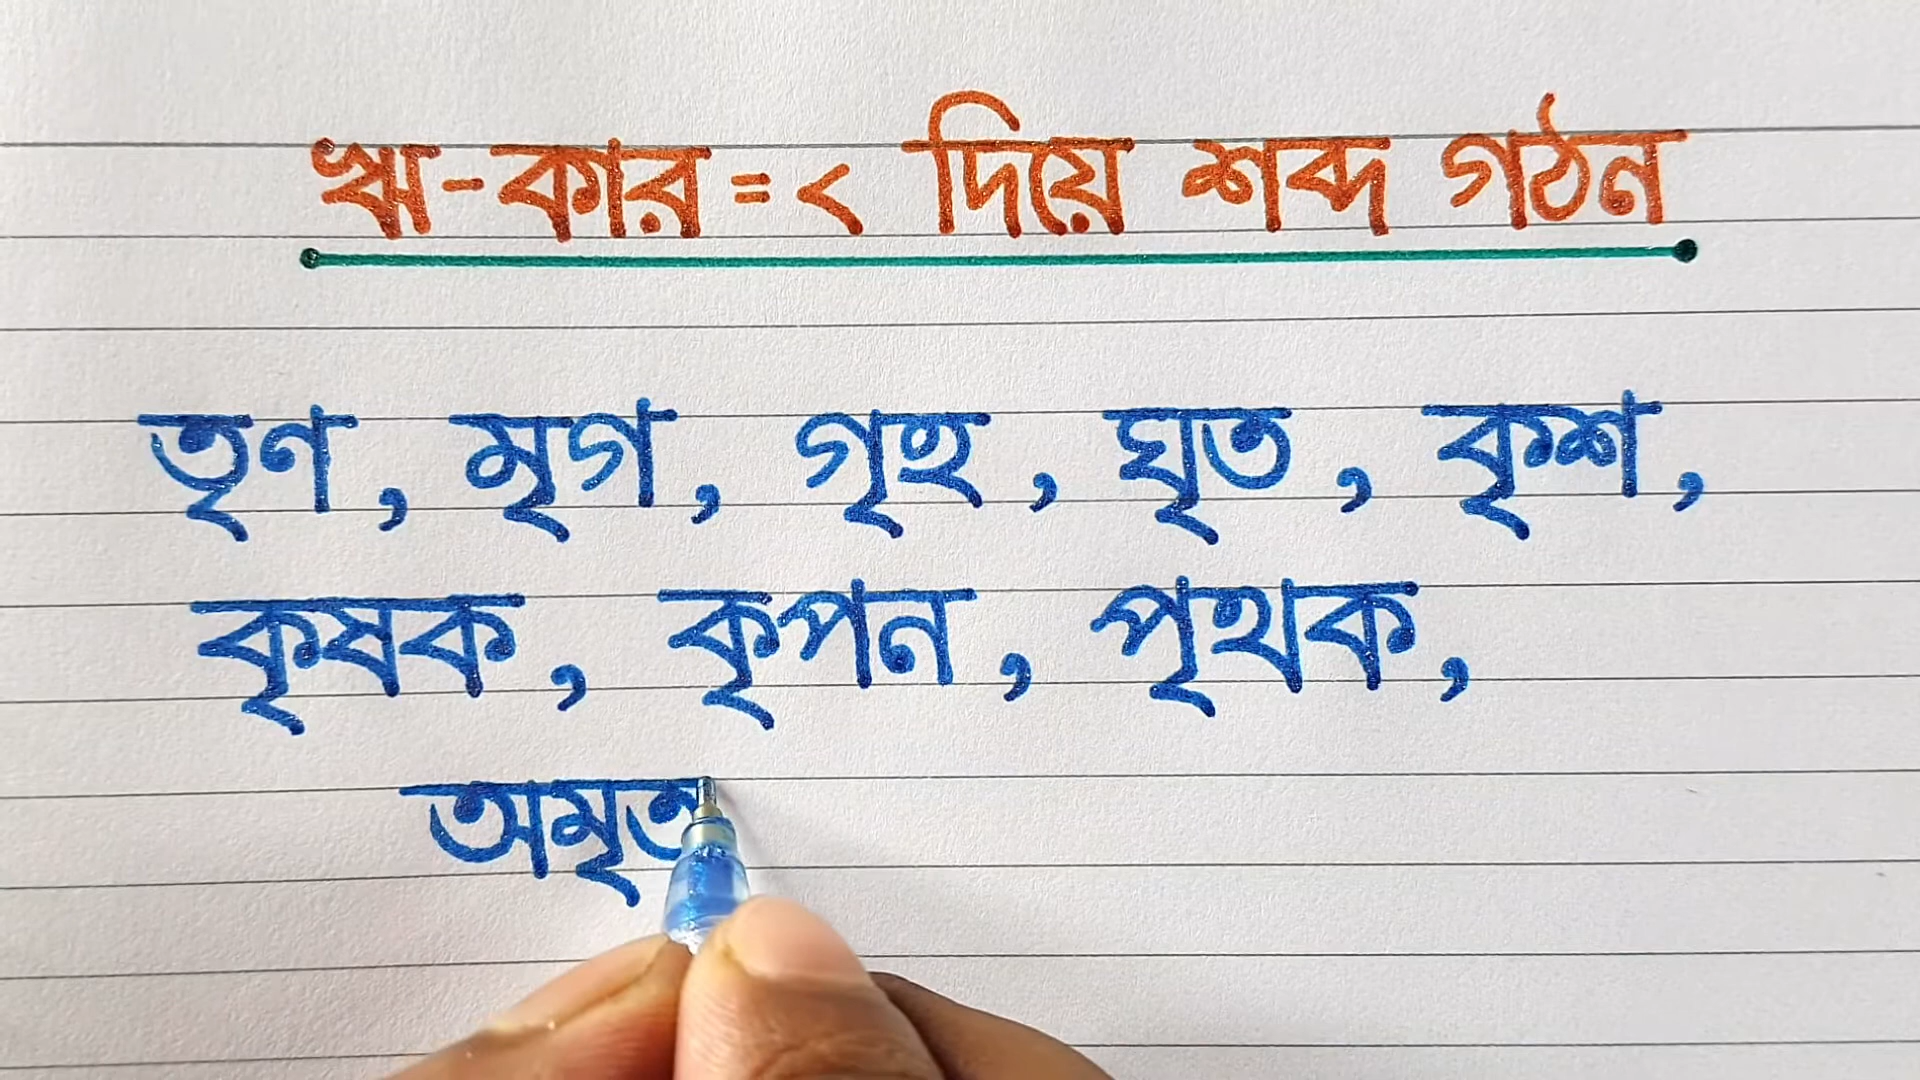 ঋ-কার = ৃ দিয়ে শব্দ গঠন
তৃণ, মৃগ, গৃহ, ঘৃত, কৃশ,
কৃষক, কৃপন, পৃথক,
অমৃত